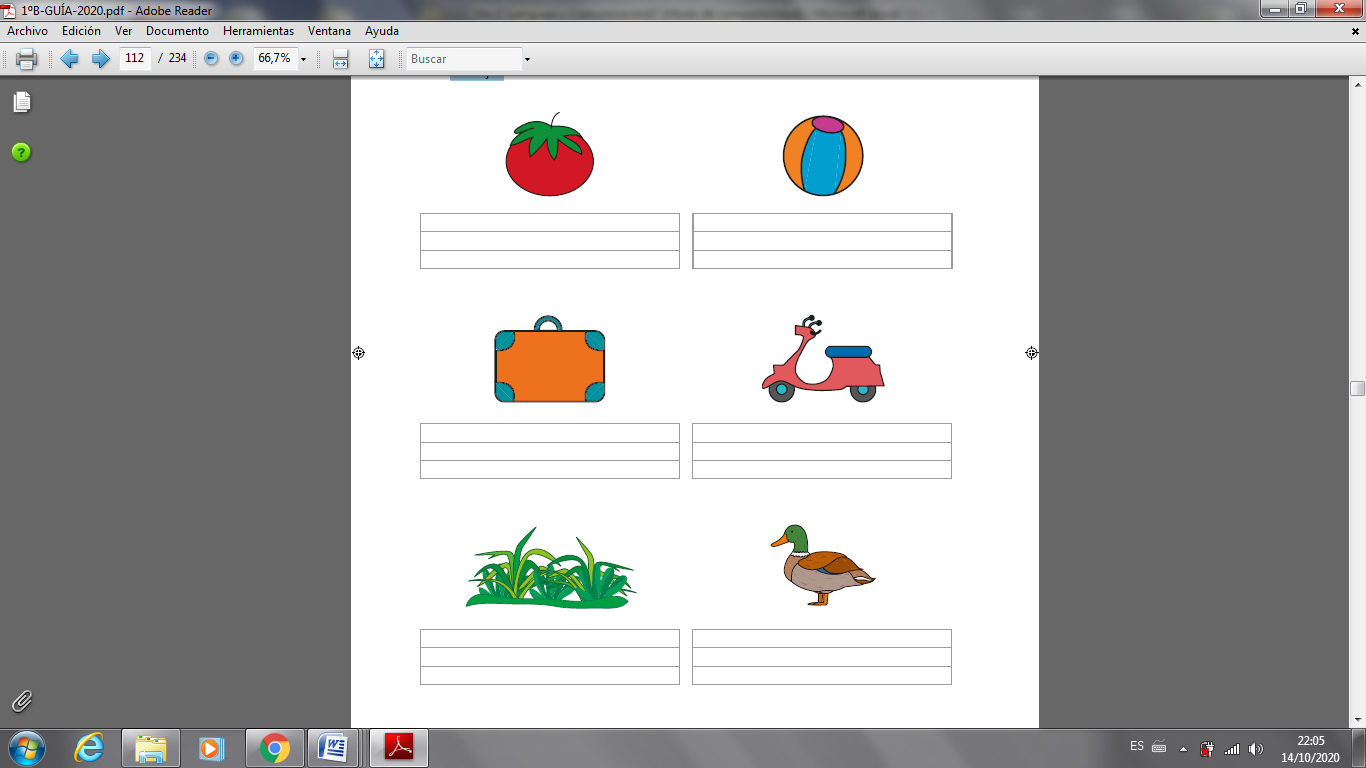 1ºB-GUÍA-2020.pdf - Adobe Reader
Archivo Edición Ver Documento Herramientas Ventana Ayuda
112 / 234 66,7% Buscar
ES 22:05
14/10/2020